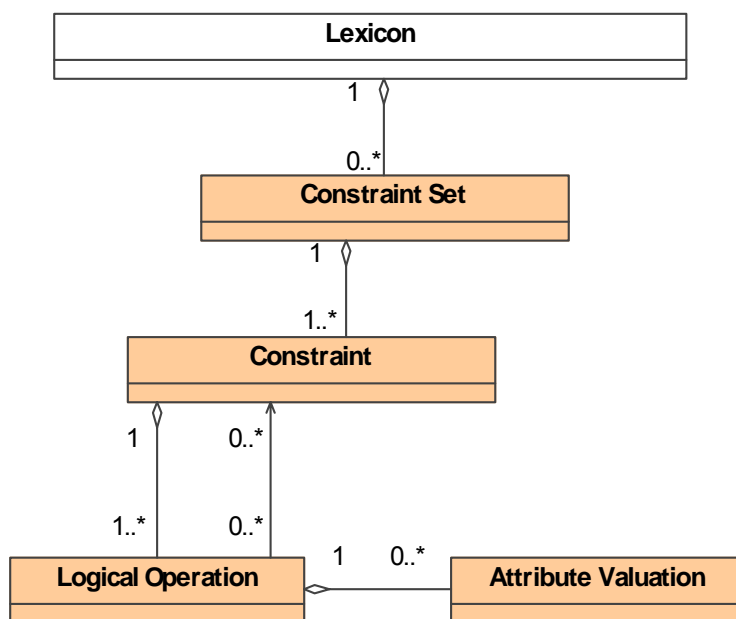 Lexicon
1
0..*
Constraint Set
1
1..*
Constraint
1 0..*
1..* 0..*
1 0..*
Logical Operation Attribute Valuation